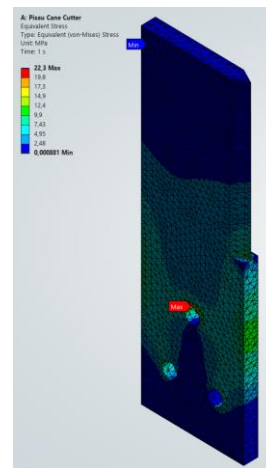 A: Pisau Cane Cutter
Equivalent Stress
Type: Equivalent (von-Mises) Stress
Unit: MPa
Time: 1 s
22,3 Max
19,8
17,3
14,9
12,4
9,9
7,43
4,95
2,48
0,000881 Min
Min
Max